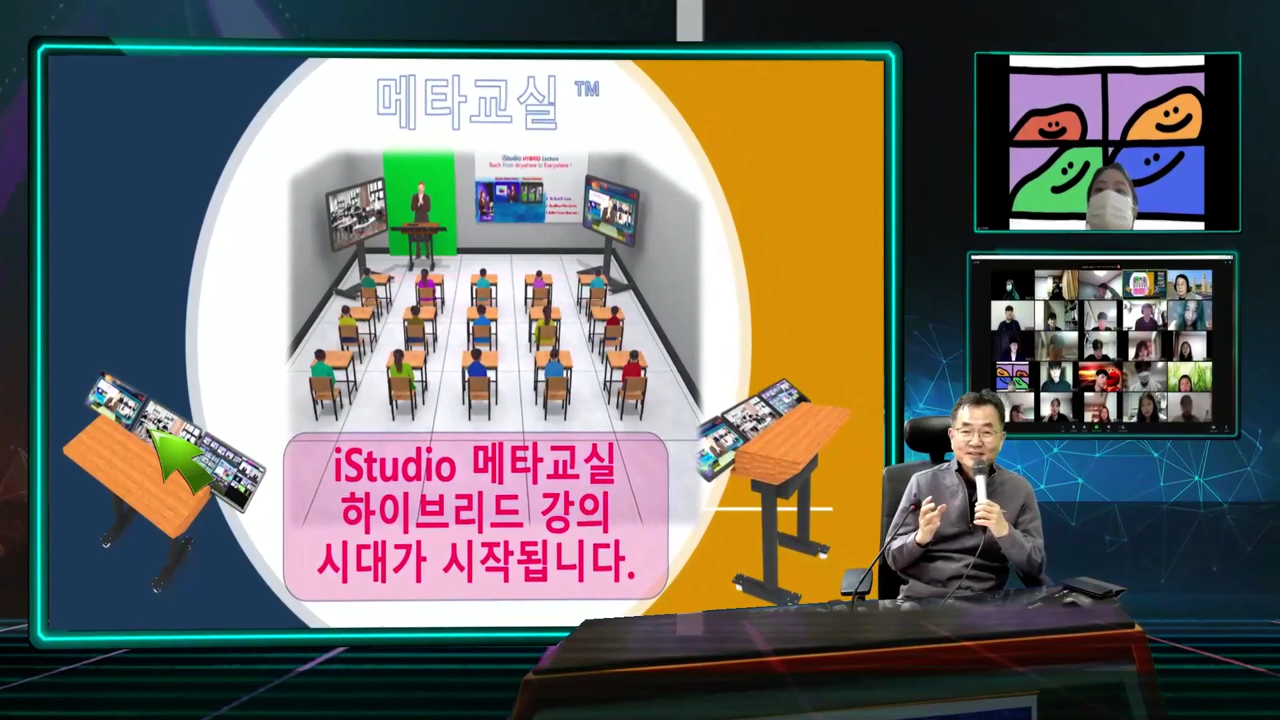 메타교실 TM
iStudio HYBRID Lecture
Teach From Anywhere to Everywhere !
iStudio 메타교실
하이브리드 강의
시대가 시작됩니다.